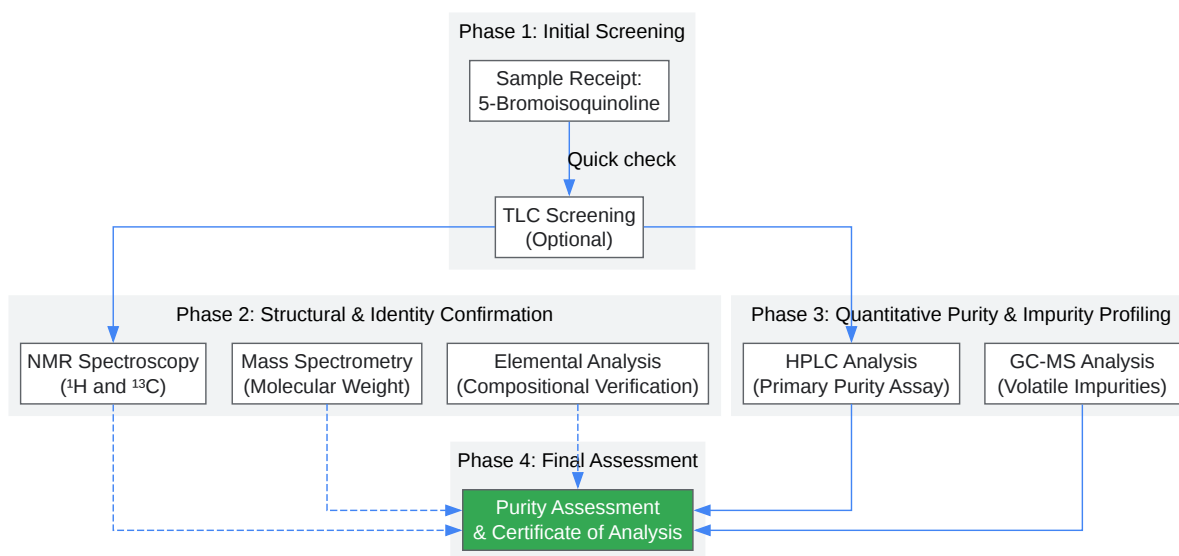 Phase 1: Initial Screening
Sample Receipt:
5-Bromoisoquinoline
Quick check
TLC Screening
(Optional)
Phase 2: Structural & Identity Confirmation
NMR Spectroscopy
(¹H and ¹³C)
Mass Spectrometry
(Molecular Weight)
Elemental Analysis
(Compositional Verification)
Phase 3: Quantitative Purity & Impurity Profiling
HPLC Analysis
(Primary Purity Assay)
GC-MS Analysis
(Volatile Impurities)
Phase 4: Final Assessment
Purity Assessment
& Certificate of Analysis